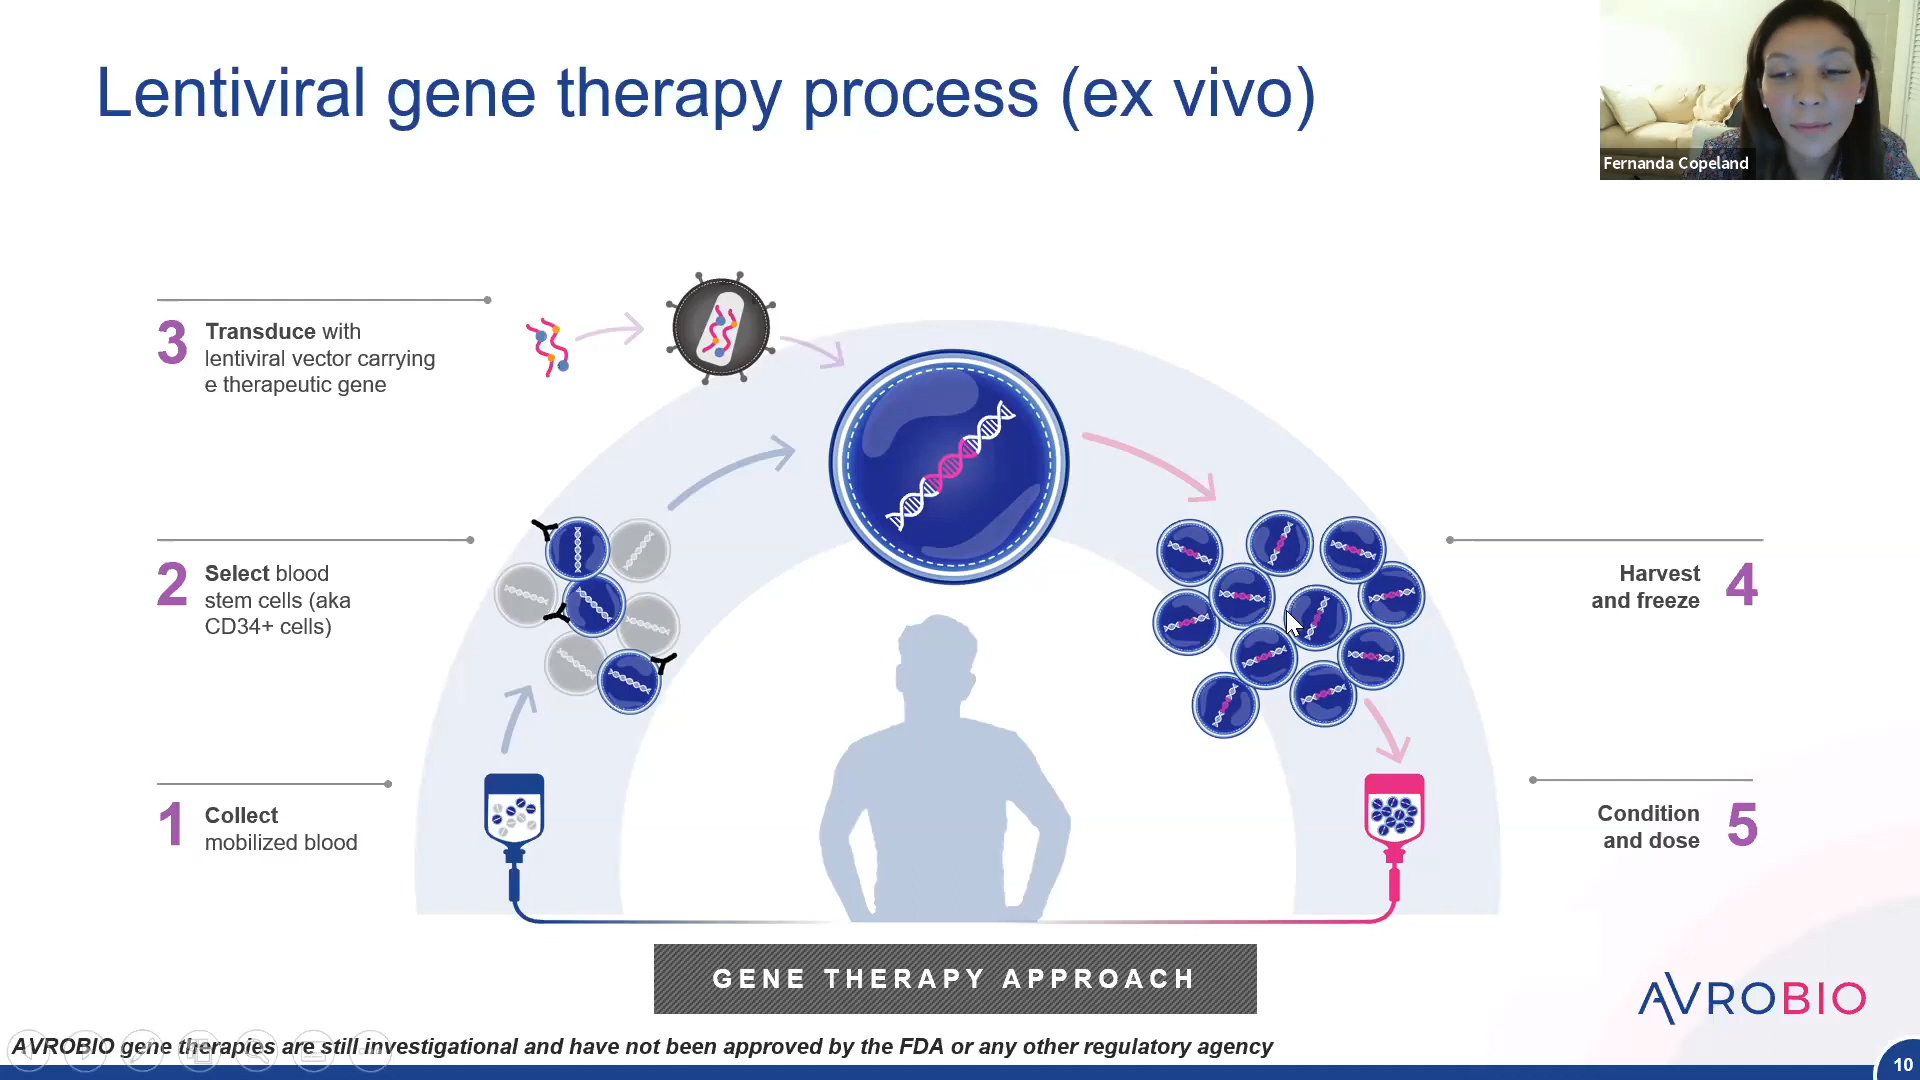 Lentiviral gene therapy process (ex vivo)
Fernanda Copeland
3
Transduce with
lentiviral vector carrying
e therapeutic gene
2
Select blood
stem cells (aka
CD34+ cells)
1
Collect
mobilized blood
Harvest
and freeze
4
Condition
and dose
5
GENE THERAPY APPROACH
AVROBIO
AVROBIO gene therapies are still investigational and have not been approved by the FDA or any other regulatory agency
10